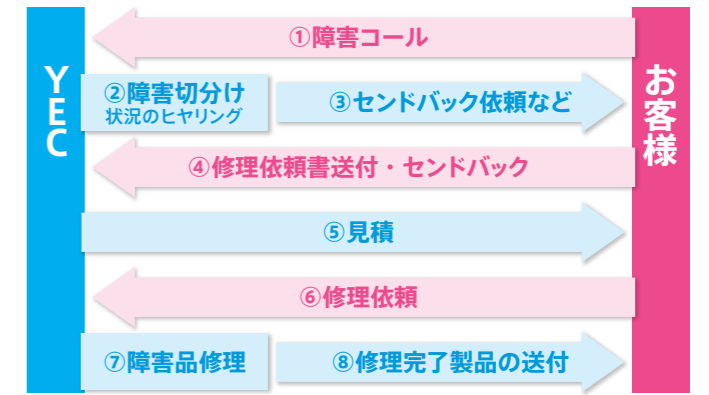 YEC
お客様
①障害コール
②障害切分け
状況のヒヤリング
③センドバック依頼など
④修理依頼書送付・センドバック
⑤見積
⑥修理依頼
⑦障害品修理
⑧修理完了製品の送付